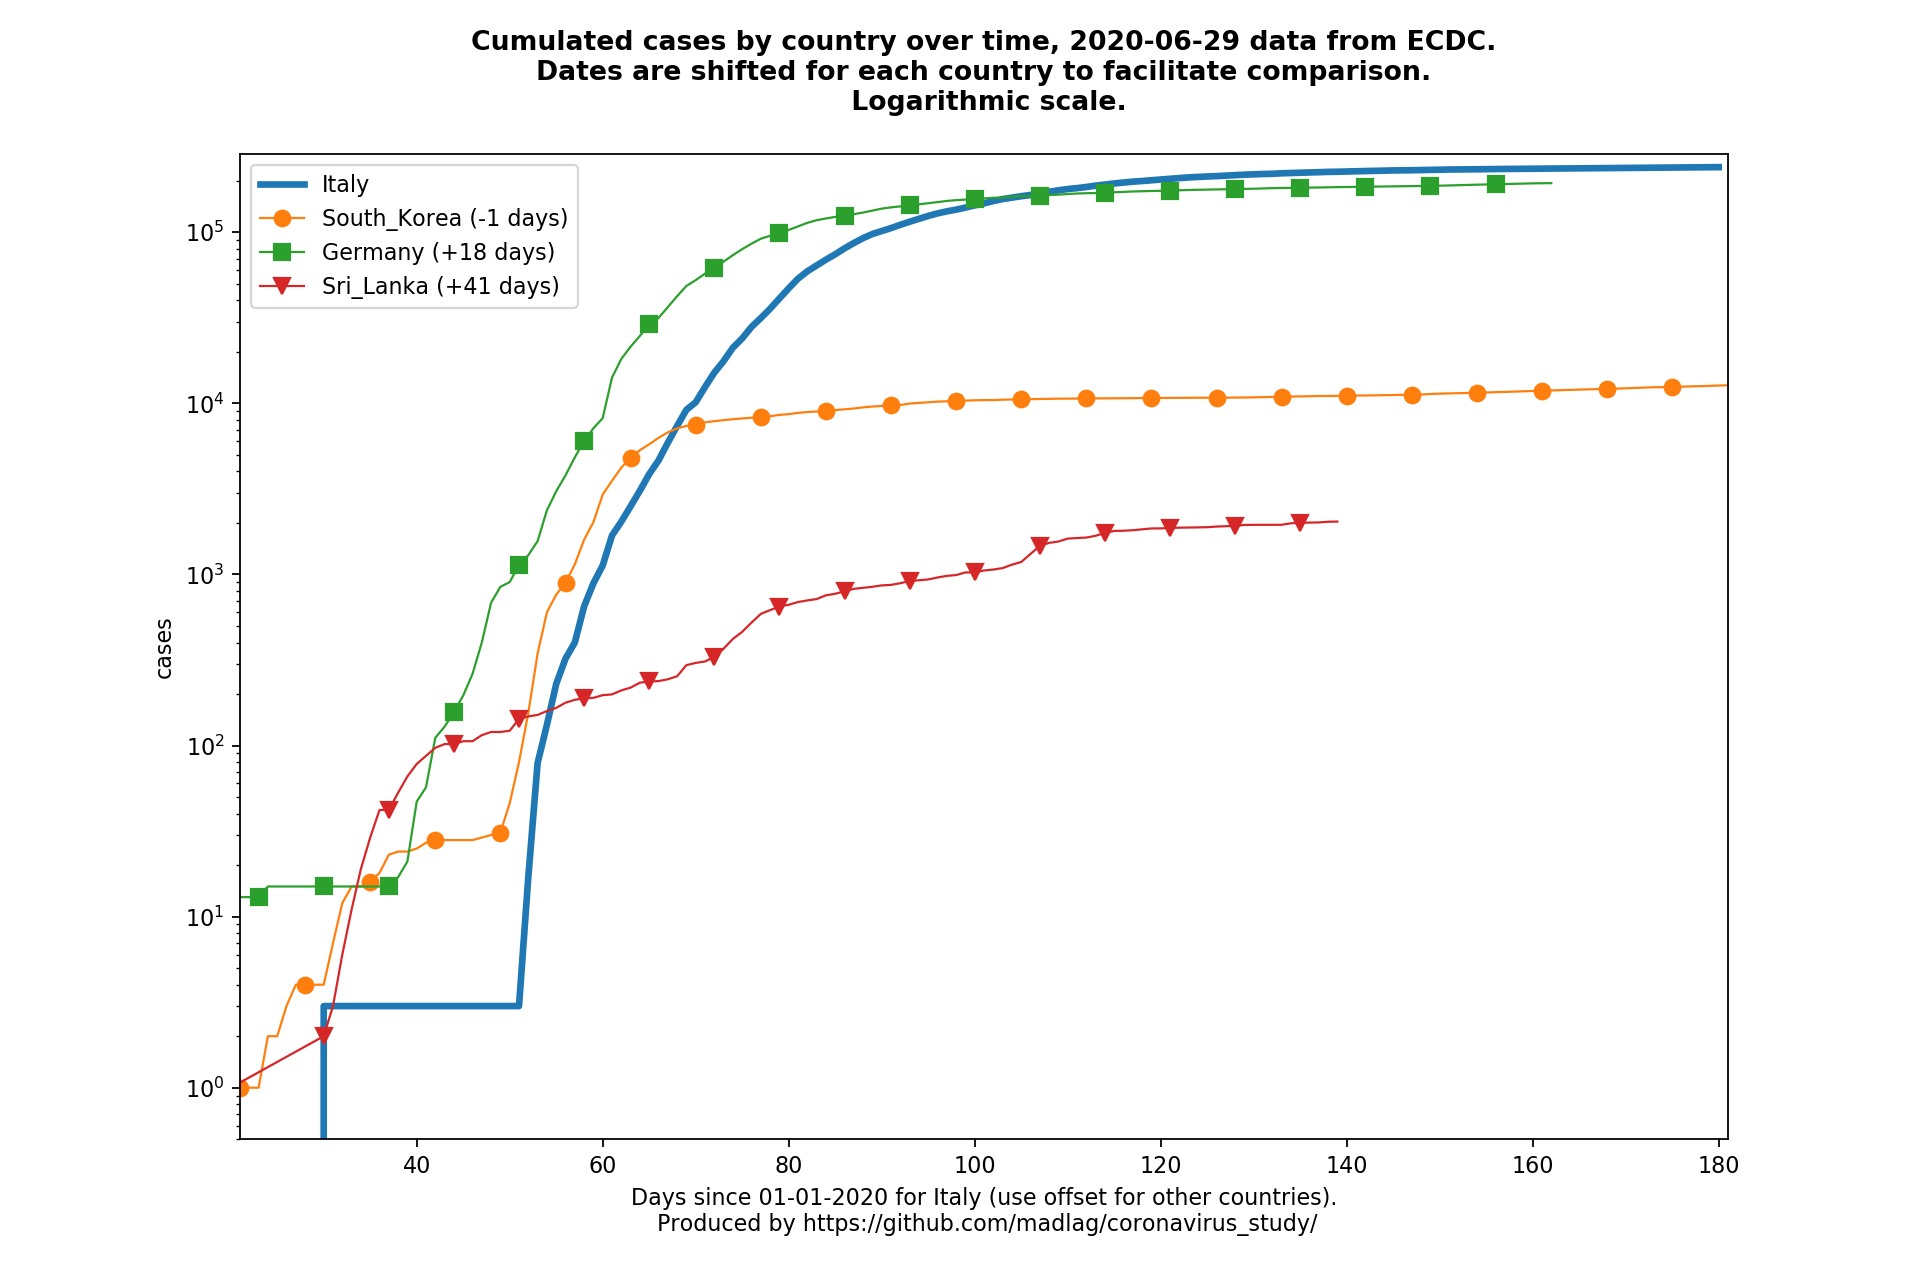 Cumulated cases by country over time, 2020-06-29 data from ECDC.
Dates are shifted for each country to facilitate comparison.
Logarithmic scale.
Italy
South_Korea (-1 days)
Germany (+18 days)
Sri_Lanka (+41 days)
cases
10^5
10^4
10^3
10^2
10^1
10^0
40 60 80 100 120 140 160 180
Days since 01-01-2020 for Italy (use offset for other countries).
Produced by https://github.com/madlag/coronavirus_study/